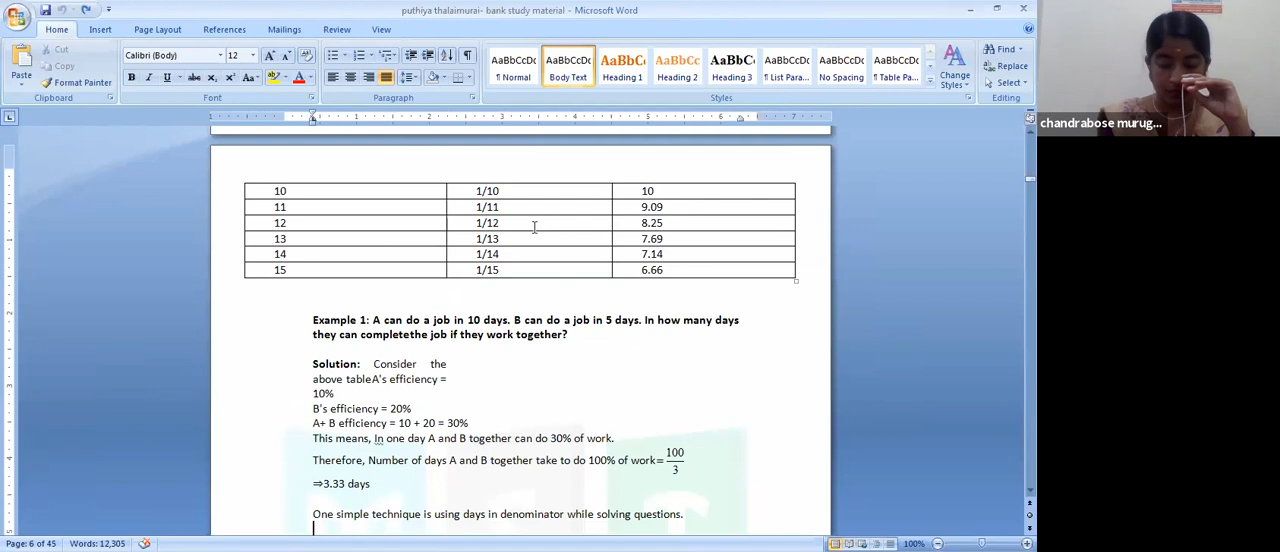 puthiya thalaimurai- bank study material - Microsoft Word
Home Insert Page Layout References Mailings Review View
Cut
Copy
Format Painter
Paste
Clipboard
Calibri (Body) 12
Font
Paragraph
AaBbCcDc AaBbCcDc AaBbC AaBbCc AaBbCc AaBbCcDc AaBbCcDc AaBbCcDc
¶ Normal Body Text Heading 1 Heading 2 Heading 3 ¶ List Para... No Spacing ¶ Table Pa...
Styles
Change Styles
Find
Replace
Select
Editing
chandrabose murug...
10 1/10 10
11 1/11 9.09
12 1/12 8.25
13 1/13 7.69
14 1/14 7.14
15 1/15 6.66
Example 1: A can do a job in 10 days. B can do a job in 5 days. In how many days
they can completethe job if they work together?
Solution: Consider the
above tableA's efficiency =
10%
B's efficiency = 20%
A+ B efficiency = 10 + 20 = 30%
This means, In one day A and B together can do 30% of work.
Therefore, Number of days A and B together take to do 100% of work= 100/3
⇒3.33 days
One simple technique is using days in denominator while solving questions.
Page: 6 of 45 Words: 12,305 100%